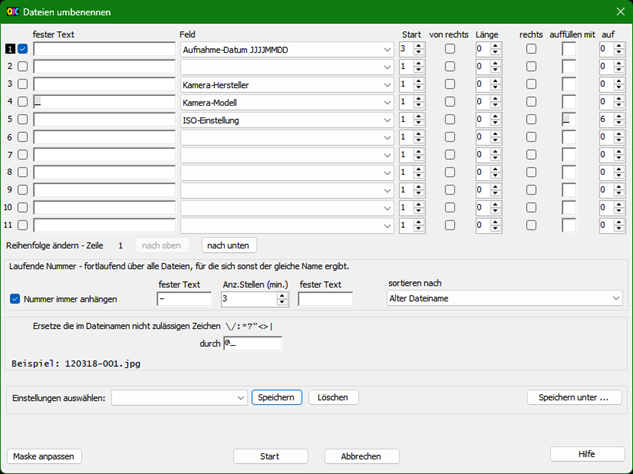 Dateien umbenennen
fester Text Feld Start von rechts Länge rechts auffüllen mit auf
1 Aufnahme-Datum JJJJMMDD 3 0 0
2 1 0 0
3 Kamera-Hersteller 1 0 0
4 _ Kamera-Modell 1 0 0
5 ISO-Einstellung 1 0 _ 6
6 1 0 0
7 1 0 0
8 1 0 0
9 1 0 0
10 1 0 0
11 1 0 0
Reihenfolge ändern - Zeile 1 nach oben nach unten
Laufende Nummer - fortlaufend über alle Dateien, für die sich sonst der gleiche Name ergibt.
fester Text Anz.Stellen (min.) fester Text sortieren nach
Nummer immer anhängen - 3 Alter Dateiname
Ersetze die im Dateinamen nicht zulässigen Zeichen \/:*?"<>|
durch @_
Beispiel: 120318-001.jpg
Einstellungen auswählen: Speichern Löschen Speichern unter ...
Maske anpassen Start Abbrechen Hilfe